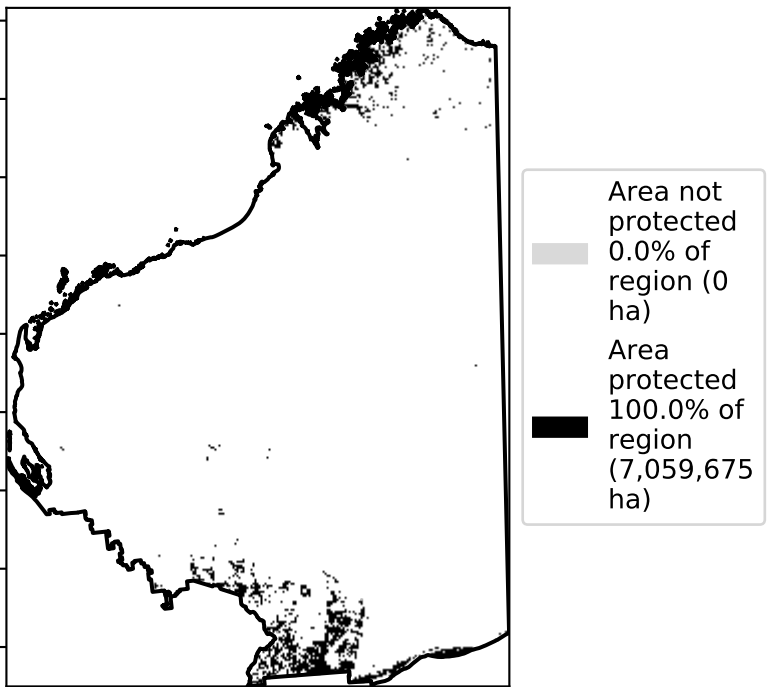 Area not
protected
0.0% of
region (0
ha)
Area
protected
100.0% of
region
(7,059,675
ha)